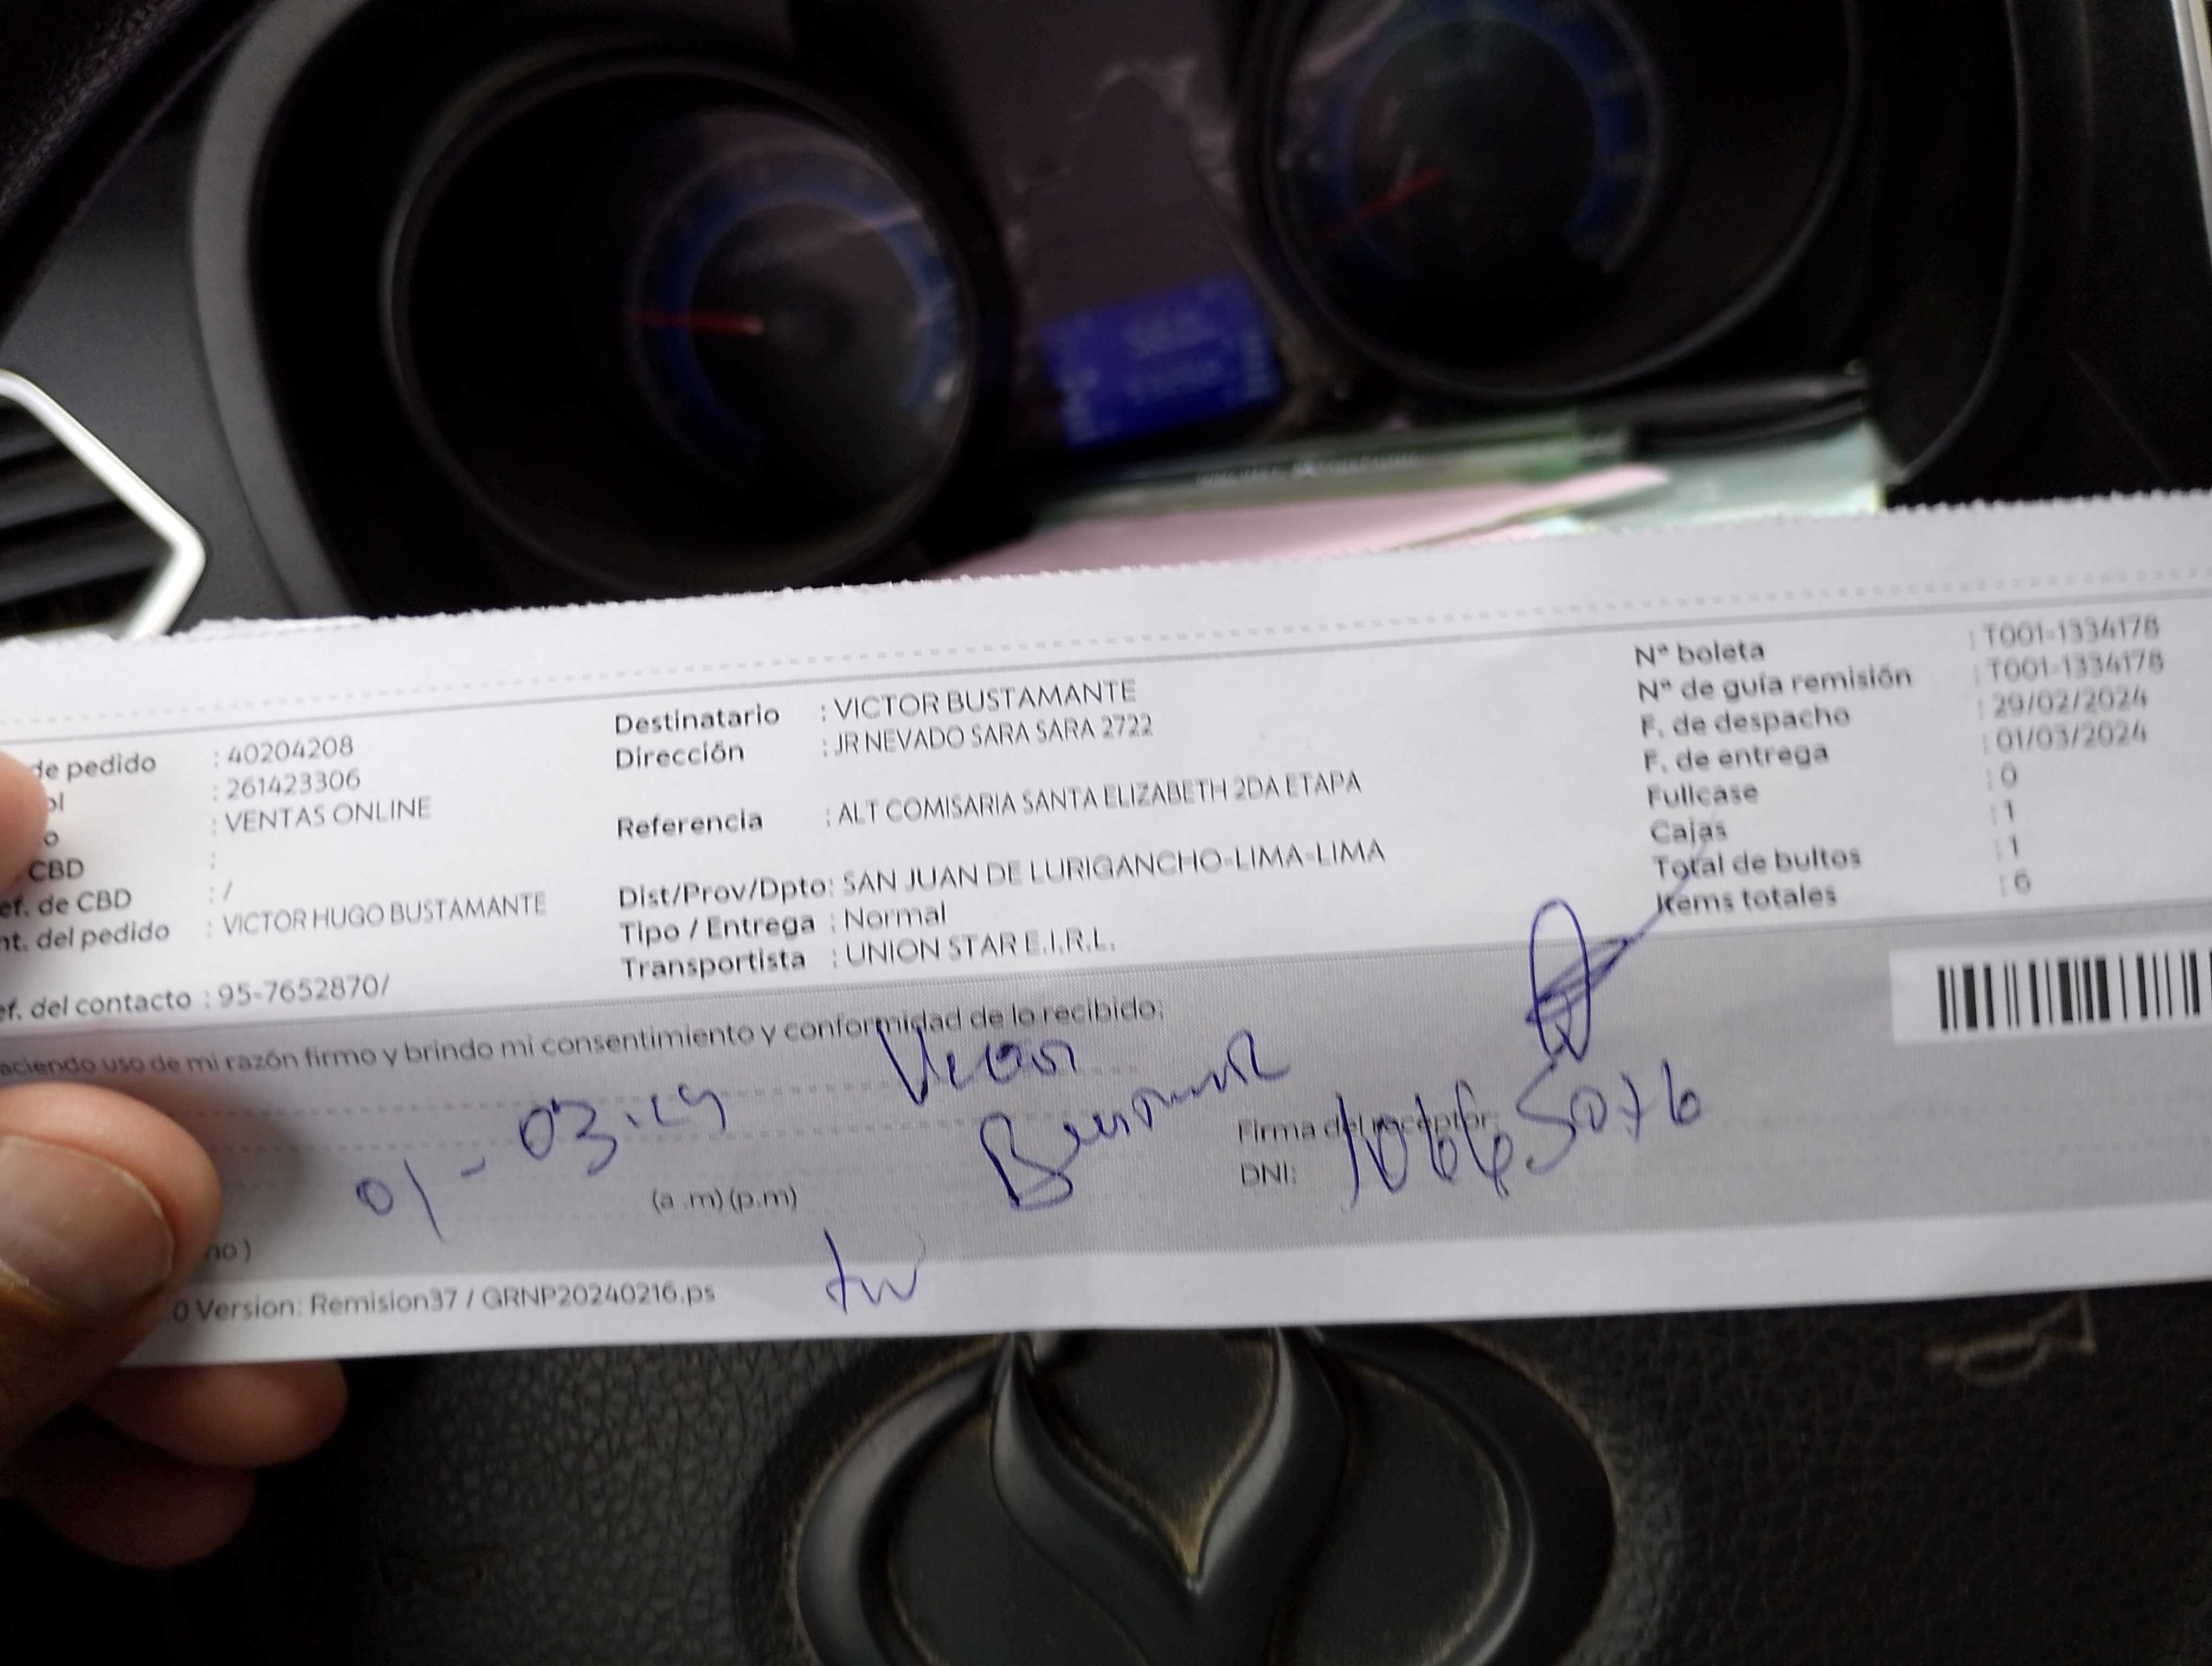 de pedido : 40204208
ol : 261423306
o : VENTAS ONLINE
CBD :
ef. de CBD : /
nt. del pedido : VICTOR HUGO BUSTAMANTE
ef. del contacto : 95-7652870/
Destinatario : VICTOR BUSTAMANTE
Dirección : JR NEVADO SARA SARA 2722
Referencia : ALT COMISARIA SANTA ELIZABETH 2DA ETAPA
Dist/Prov/Dpto: SAN JUAN DE LURIGANCHO-LIMA-LIMA
Tipo / Entrega : Normal
Transportista : UNION STAR E.I.R.L.
Nª boleta : T001-1334178
Nª de guía remisión : T001-1334178
F. de despacho : 29/02/2024
F. de entrega : 01/03/2024
Fullcase : 0
Cajas : 1
Total de bultos : 1
Items totales : 6
aciendo uso de mi razón firmo y brindo mi consentimiento y conformidad de lo recibido:
Victor
01-03-24
(a .m) (p.m)
Firma del receptor:
DNI:
no )
0 Version: Remision37 / GRNP20240216.ps